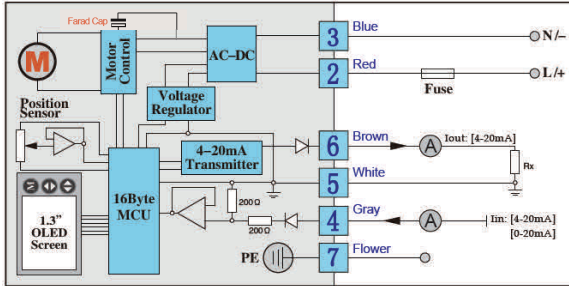 Farad Cap
M
Motor Control
AC-DC
3
Blue
N/-
2
Red
Fuse
L/+
Voltage
Regulator
Position
Sensor
4-20mA
Transmitter
6
Brown
A
Iout: [4-20mA]
Rx
5
White
16Byte
MCU
1.3”
OLED
Screen
200Ω
200Ω
4
Gray
A
Iin: [4-20mA]
[0-20mA]
PE
7
Flower